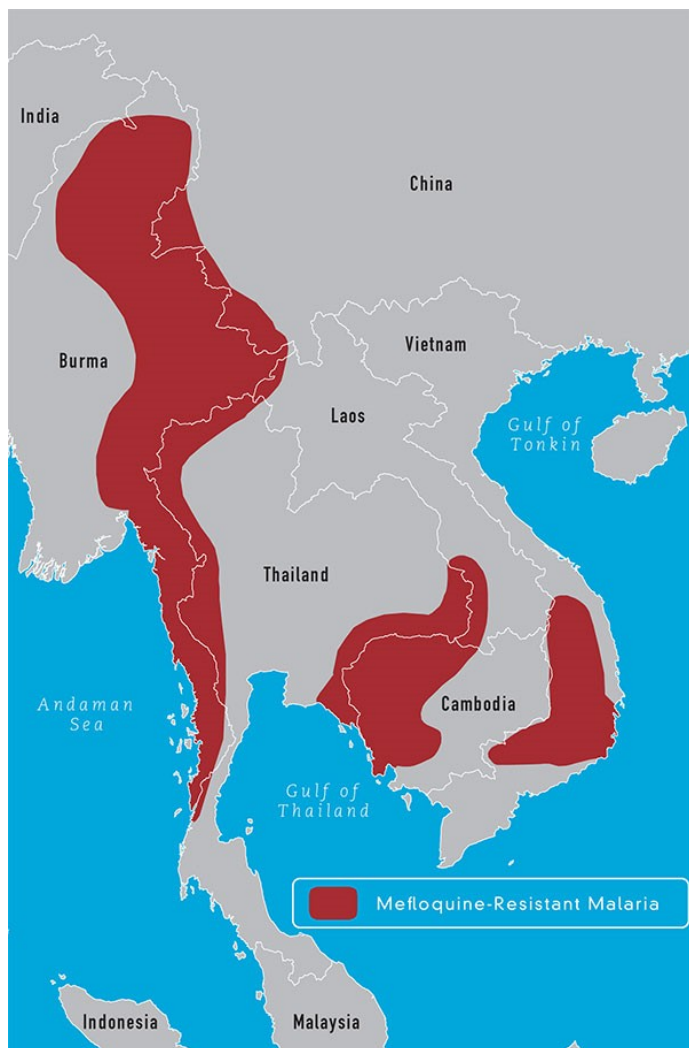 India
China
Burma
Vietnam
Laos
Gulf of
Tonkin
Thailand
Andaman
Sea
Cambodia
Gulf of
Thailand
Mefloquine-Resistant Malaria
Indonesia
Malaysia